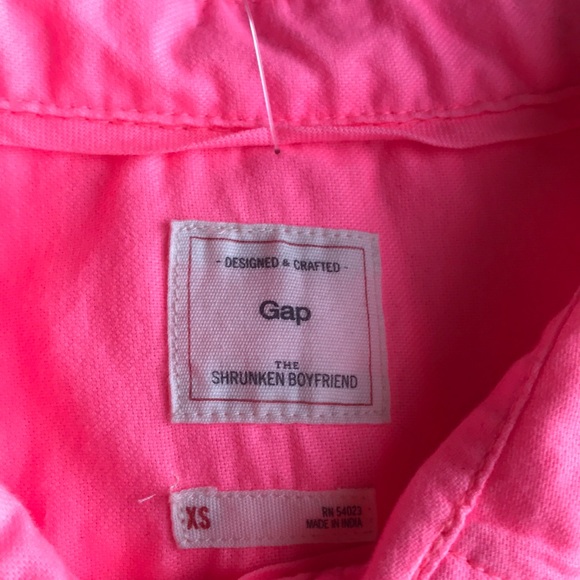 - DESIGNED & CRAFTED -
Gap
THE
SHRUNKEN BOYFRIEND
XS
RN 54023
MADE IN INDIA